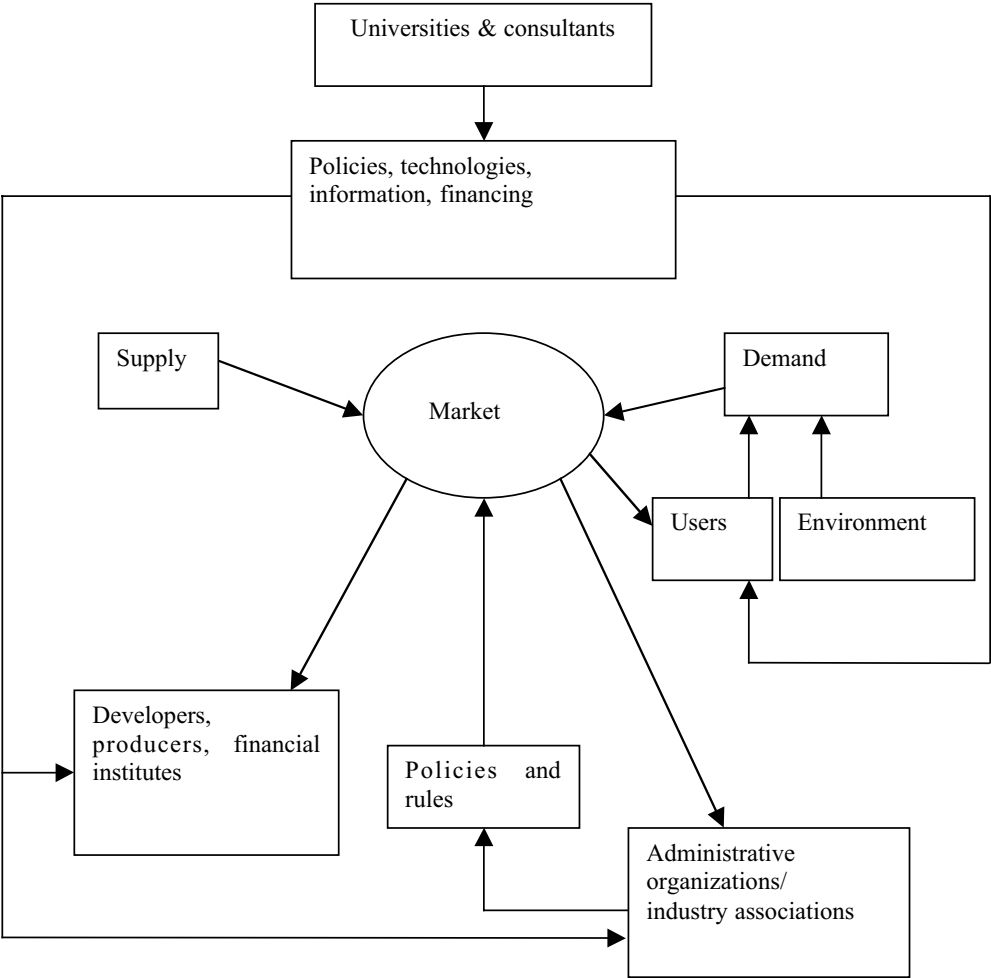 Universities & consultants
Policies, technologies,
information, financing
Supply
Market
Demand
Users
Environment
Developers,
producers, financial
institutes
Policies and
rules
Administrative
organizations/
industry associations